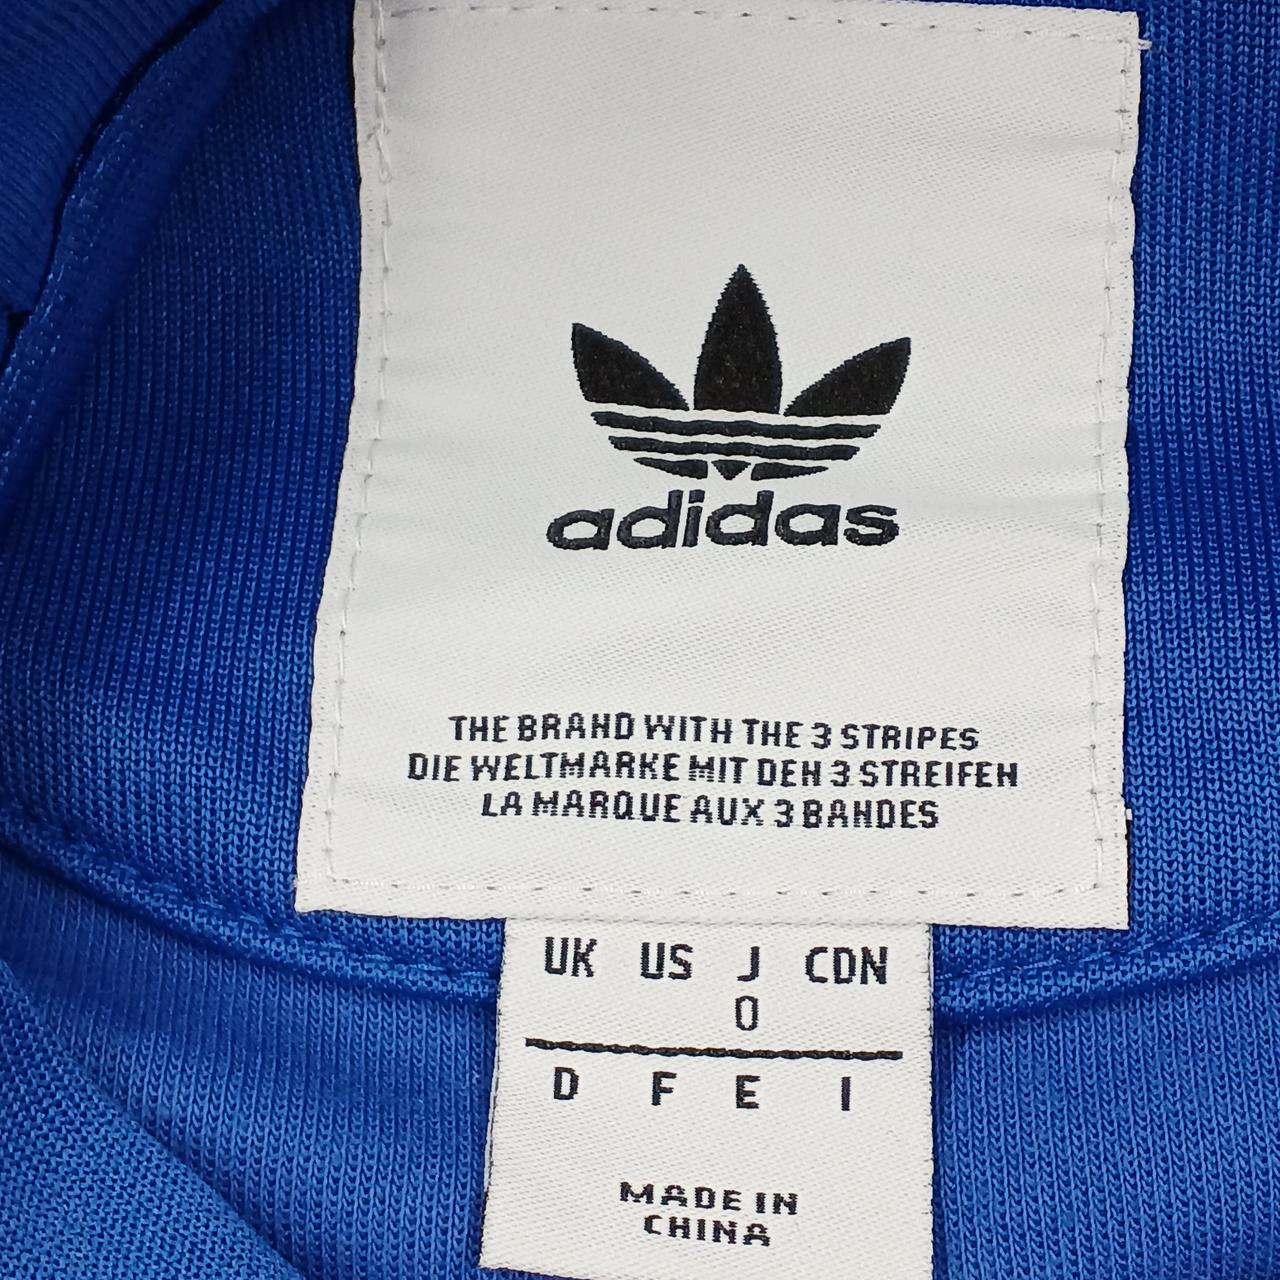 adidas
THE BRAND WITH THE 3 STRIPES
DIE WELTMARKE MIT DEN 3 STREIFEN
LA MARQUE AUX 3 BANDES
UK US J CDN
O
D F E I
MADE IN
CHINA